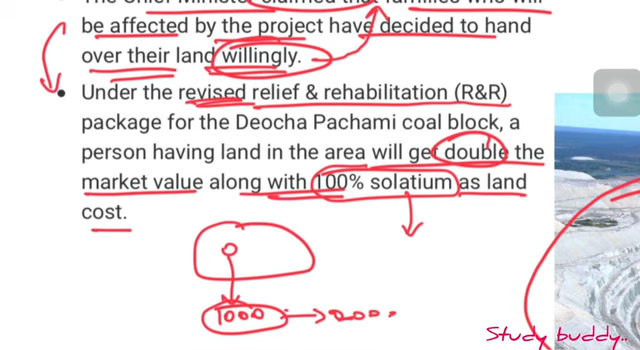 The Chief Minister claimed that families who will
be affected by the project have decided to hand
over their land willingly.
• Under the revised relief & rehabilitation (R&R)
package for the Deocha Pachami coal block, a
person having land in the area will get double the
market value along with 100% solatium as land
cost.
1000
Study buddy..